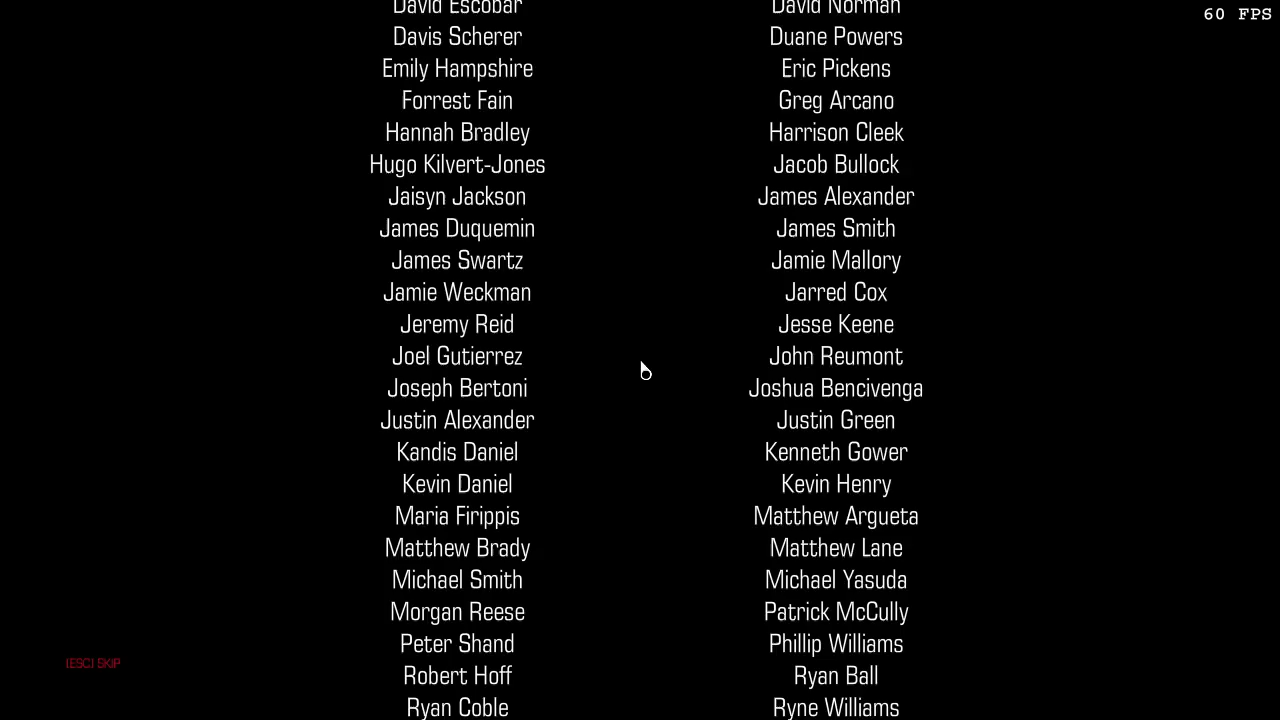 60 FPS
David Escobar David Norman
Davis Scherer Duane Powers
Emily Hampshire Eric Pickens
Forrest Fain Greg Arcano
Hannah Bradley Harrison Cleek
Hugo Kilvert-Jones Jacob Bullock
Jaisyn Jackson James Alexander
James Duquemin James Smith
James Swartz Jamie Mallory
Jamie Weckman Jarred Cox
Jeremy Reid Jesse Keene
Joel Gutierrez John Reumont
Joseph Bertoni Joshua Bencivenga
Justin Alexander Justin Green
Kandis Daniel Kenneth Gower
Kevin Daniel Kevin Henry
Maria Firippis Matthew Argueta
Matthew Brady Matthew Lane
Michael Smith Michael Yasuda
Morgan Reese Patrick McCully
Peter Shand Phillip Williams
[ESC] SKIP
Robert Hoff Ryan Ball
Ryan Coble Ryne Williams